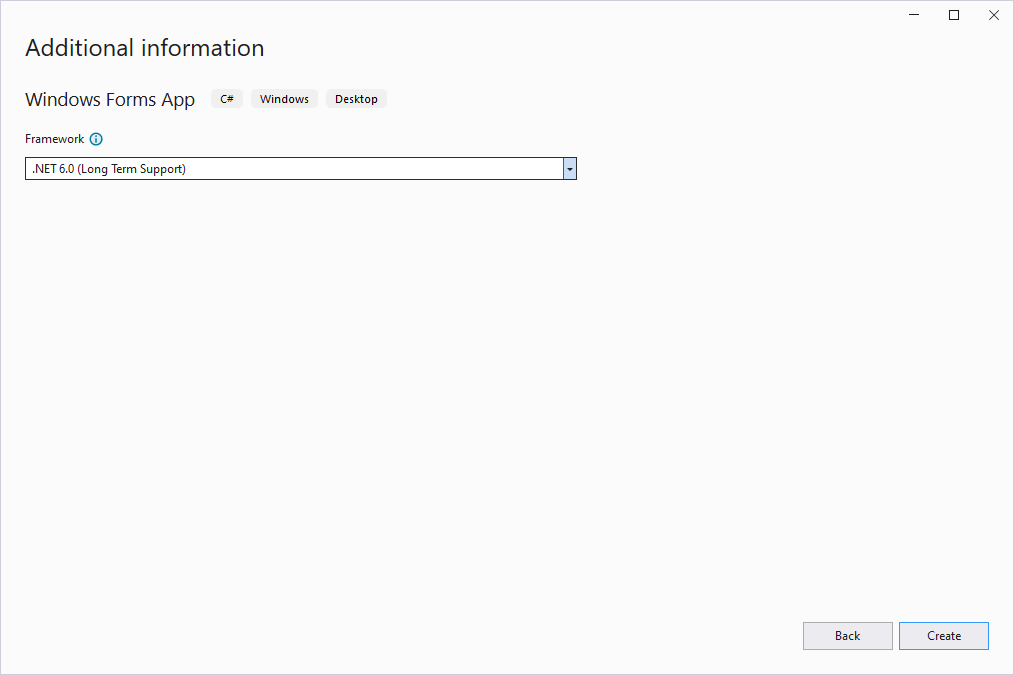 Additional information
Windows Forms App C# Windows Desktop
Framework
.NET 6.0 (Long Term Support)
Back Create